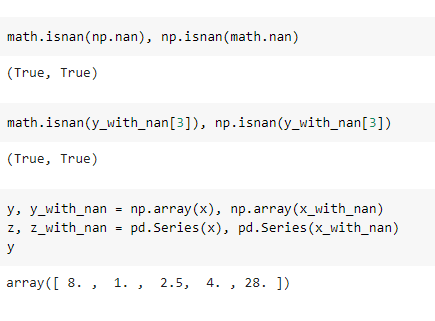 math.isnan(np.nan), np.isnan(math.nan)
(True, True)
math.isnan(y_with_nan[3]), np.isnan(y_with_nan[3])
(True, True)
y, y_with_nan = np.array(x), np.array(x_with_nan)
z, z_with_nan = pd.Series(x), pd.Series(x_with_nan)
y
array([ 8. ,  1. ,  2.5,  4. , 28. ])